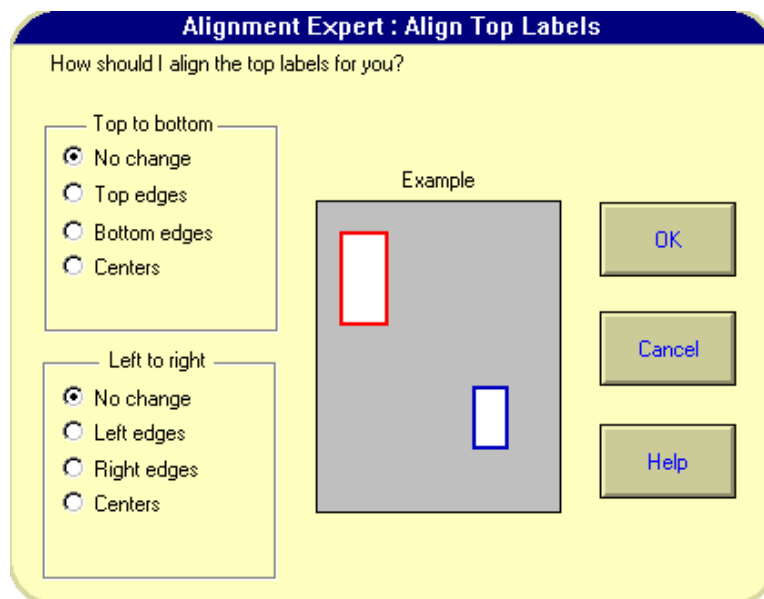 Alignment Expert : Align Top Labels
How should I align the top labels for you?
Top to bottom
No change
Top edges
Bottom edges
Centers
Left to right
No change
Left edges
Right edges
Centers
Example
OK
Cancel
Help